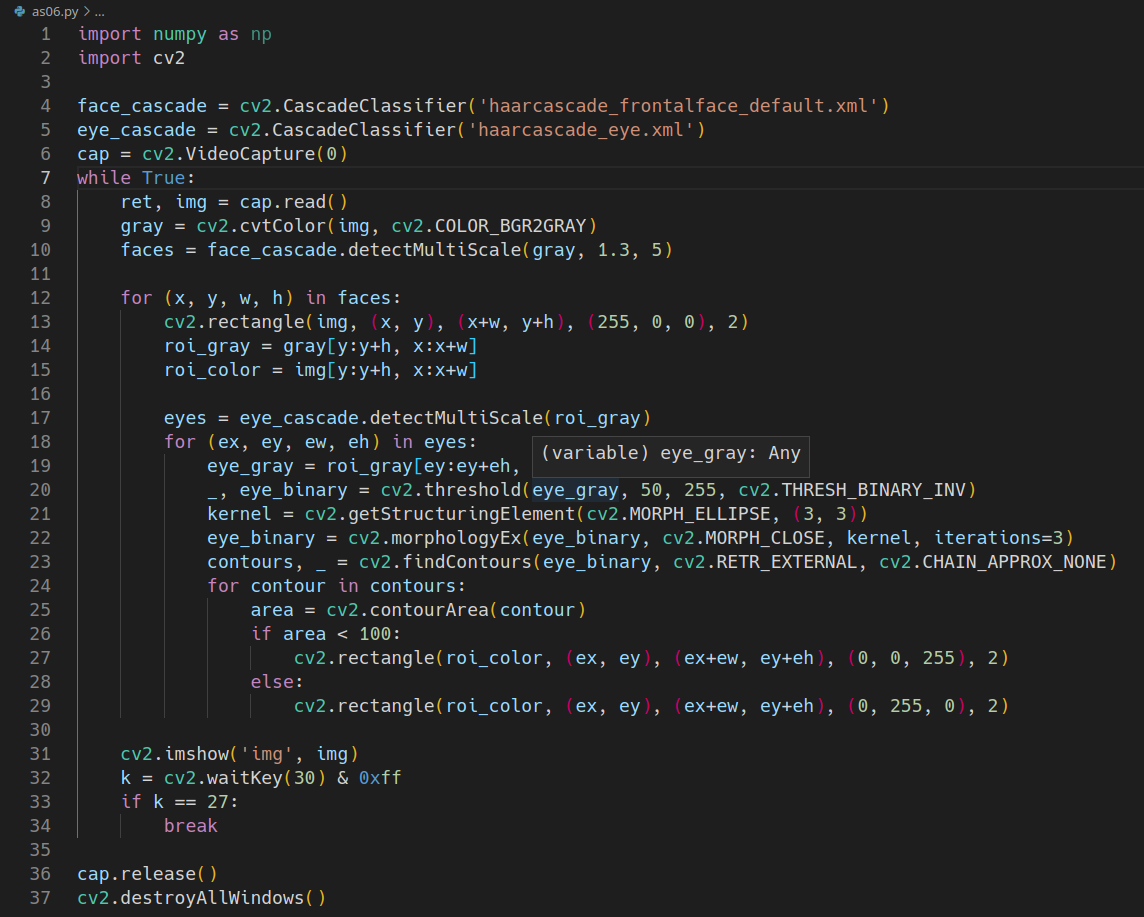 as06.py > ...
1 import numpy as np
2 import cv2
3
4 face_cascade = cv2.CascadeClassifier('haarcascade_frontalface_default.xml')
5 eye_cascade = cv2.CascadeClassifier('haarcascade_eye.xml')
6 cap = cv2.VideoCapture(0)
7 while True:
8     ret, img = cap.read()
9     gray = cv2.cvtColor(img, cv2.COLOR_BGR2GRAY)
10     faces = face_cascade.detectMultiScale(gray, 1.3, 5)
11
12     for (x, y, w, h) in faces:
13         cv2.rectangle(img, (x, y), (x+w, y+h), (255, 0, 0), 2)
14         roi_gray = gray[y:y+h, x:x+w]
15         roi_color = img[y:y+h, x:x+w]
16
17         eyes = eye_cascade.detectMultiScale(roi_gray)
18         for (ex, ey, ew, eh) in eyes:
(variable) eye_gray: Any
19             eye_gray = roi_gray[ey:ey+eh,
20             _, eye_binary = cv2.threshold(eye_gray, 50, 255, cv2.THRESH_BINARY_INV)
21             kernel = cv2.getStructuringElement(cv2.MORPH_ELLIPSE, (3, 3))
22             eye_binary = cv2.morphologyEx(eye_binary, cv2.MORPH_CLOSE, kernel, iterations=3)
23             contours, _ = cv2.findContours(eye_binary, cv2.RETR_EXTERNAL, cv2.CHAIN_APPROX_NONE)
24             for contour in contours:
25                 area = cv2.contourArea(contour)
26                 if area < 100:
27                     cv2.rectangle(roi_color, (ex, ey), (ex+ew, ey+eh), (0, 0, 255), 2)
28                 else:
29                     cv2.rectangle(roi_color, (ex, ey), (ex+ew, ey+eh), (0, 255, 0), 2)
30
31     cv2.imshow('img', img)
32     k = cv2.waitKey(30) & 0xff
33     if k == 27:
34         break
35
36 cap.release()
37 cv2.destroyAllWindows()